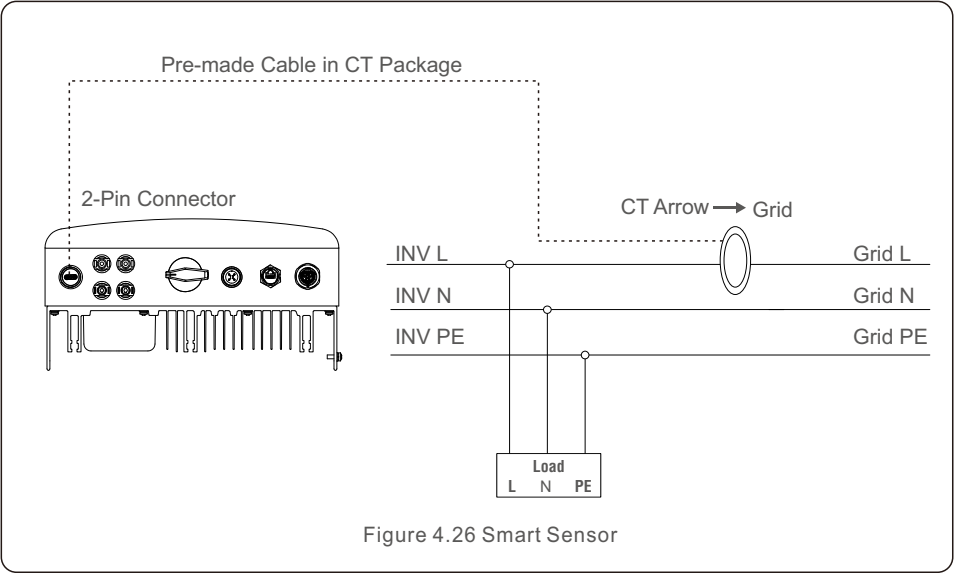 Pre-made Cable in CT Package
2-Pin Connector
CT Arrow → Grid
INV L
Grid L
INV N
Grid N
INV PE
Grid PE
Load
L N PE
Figure 4.26 Smart Sensor